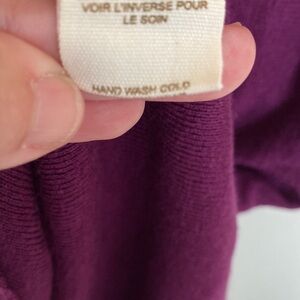 VOIR L'INVERSE POUR
LE SOIN
HAND WASH COLD